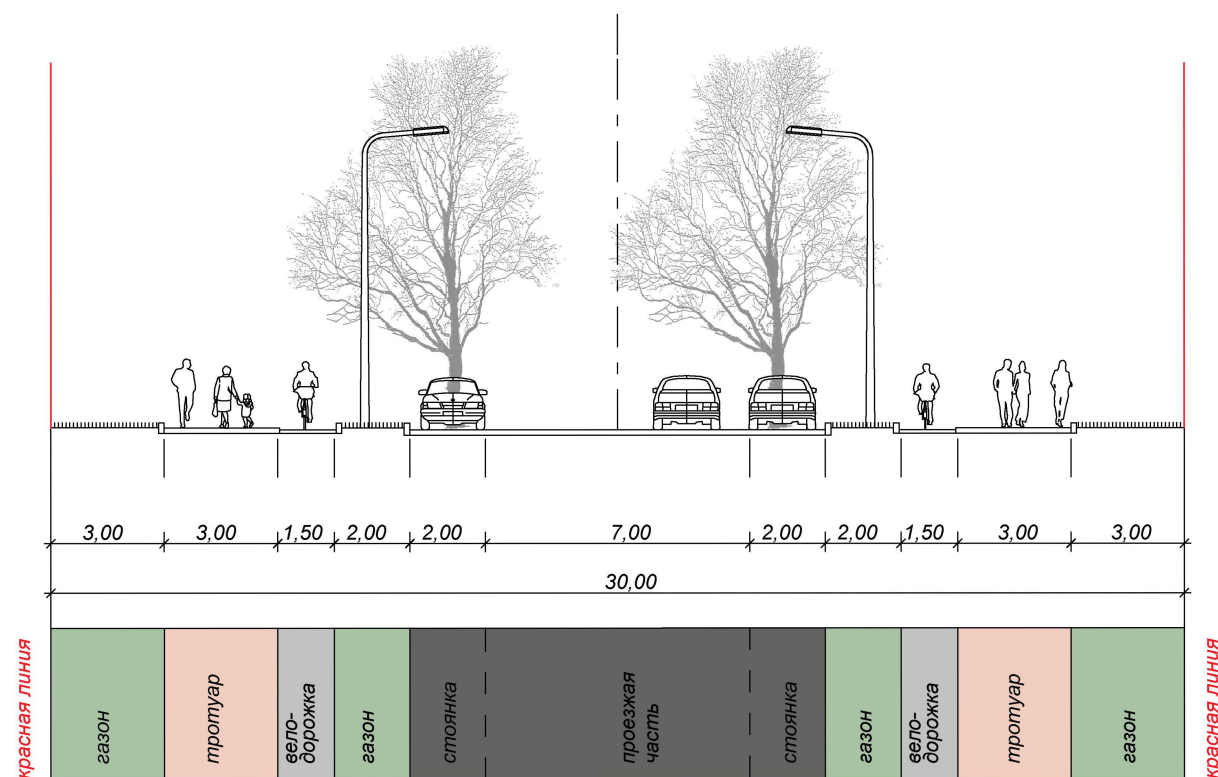 3,00 3,00 1,50 2,00 2,00 7,00 2,00 2,00 1,50 3,00 3,00
30,00
красная линия
газон
тротуар
вело-
дорожка
газон
стоянка
проезжая
часть
стоянка
газон
вело-
дорожка
тротуар
газон
красная линия